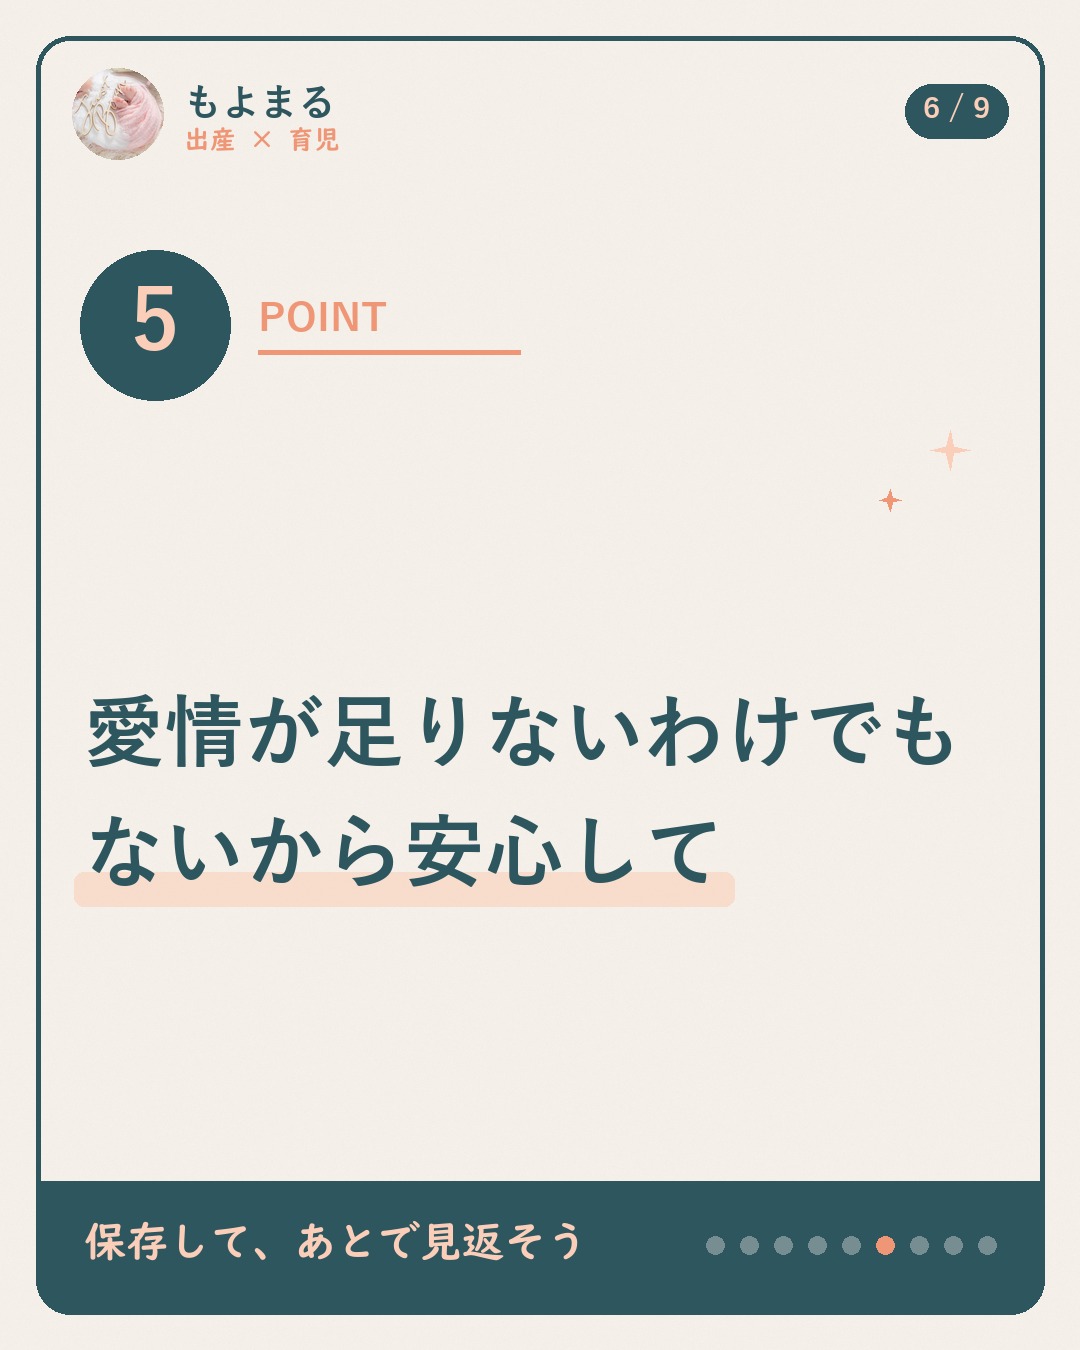 もよまる
出産 × 育児
6 / 9
5
POINT
愛情が足りないわけでも
ないから安心して
保存して、あとで見返そう